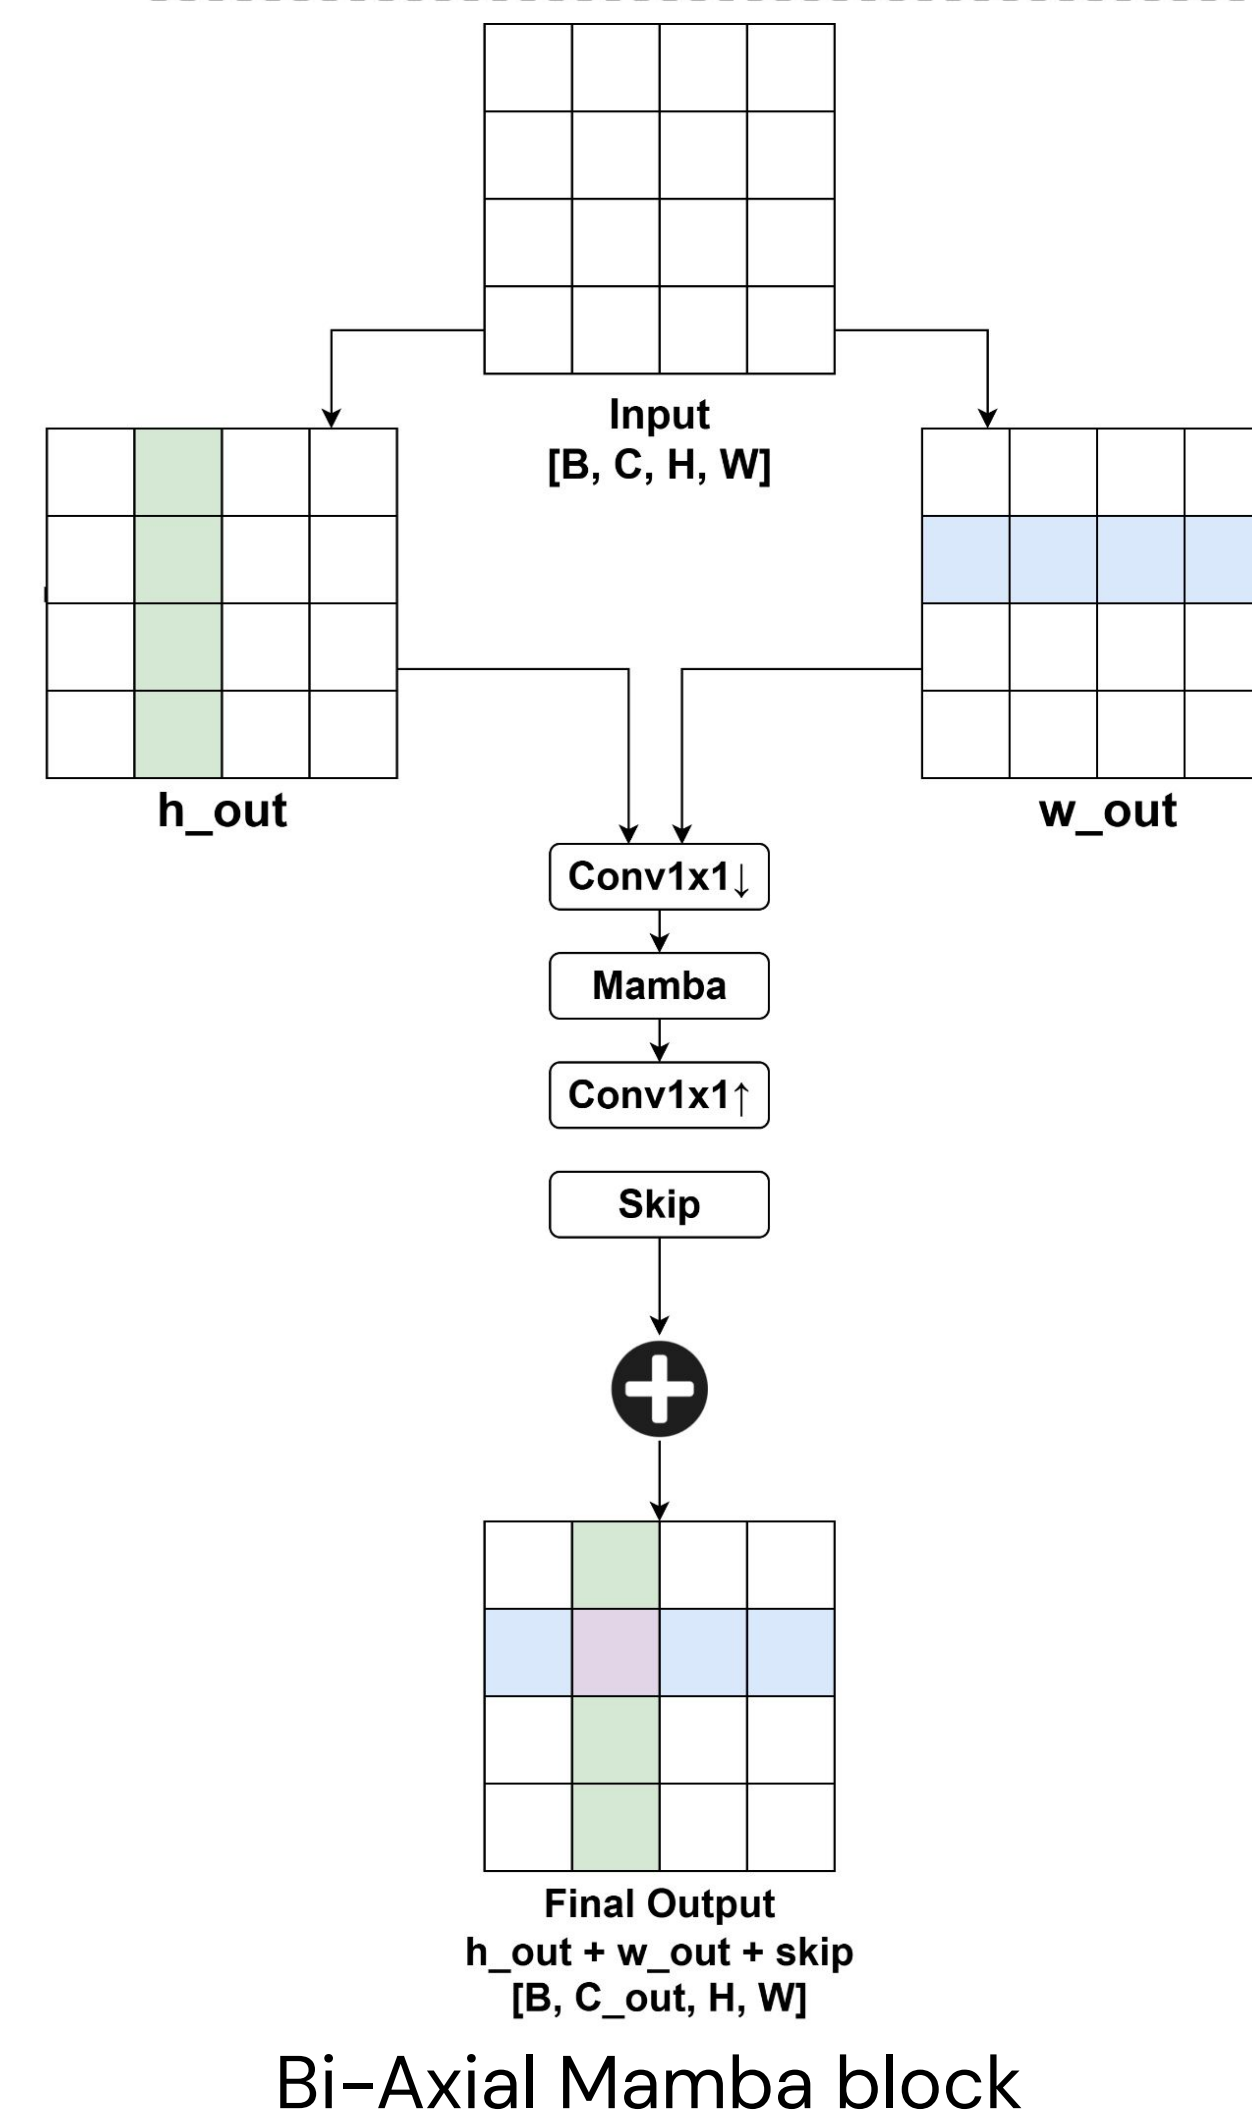 Input
[B, C, H, W]
h_out
w_out
Conv1x1↓
Mamba
Conv1x1↑
Skip
Final Output
h_out + w_out + skip
[B, C_out, H, W]
Bi-Axial Mamba block